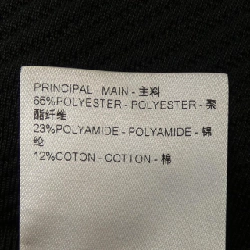 PRINCIPAL - MAIN - 主料
65%POLYESTER - POLYESTER - 聚
酯纤维
23%POLYAMIDE - POLYAMIDE - 锦
纶
12%COTON - COTTON - 棉